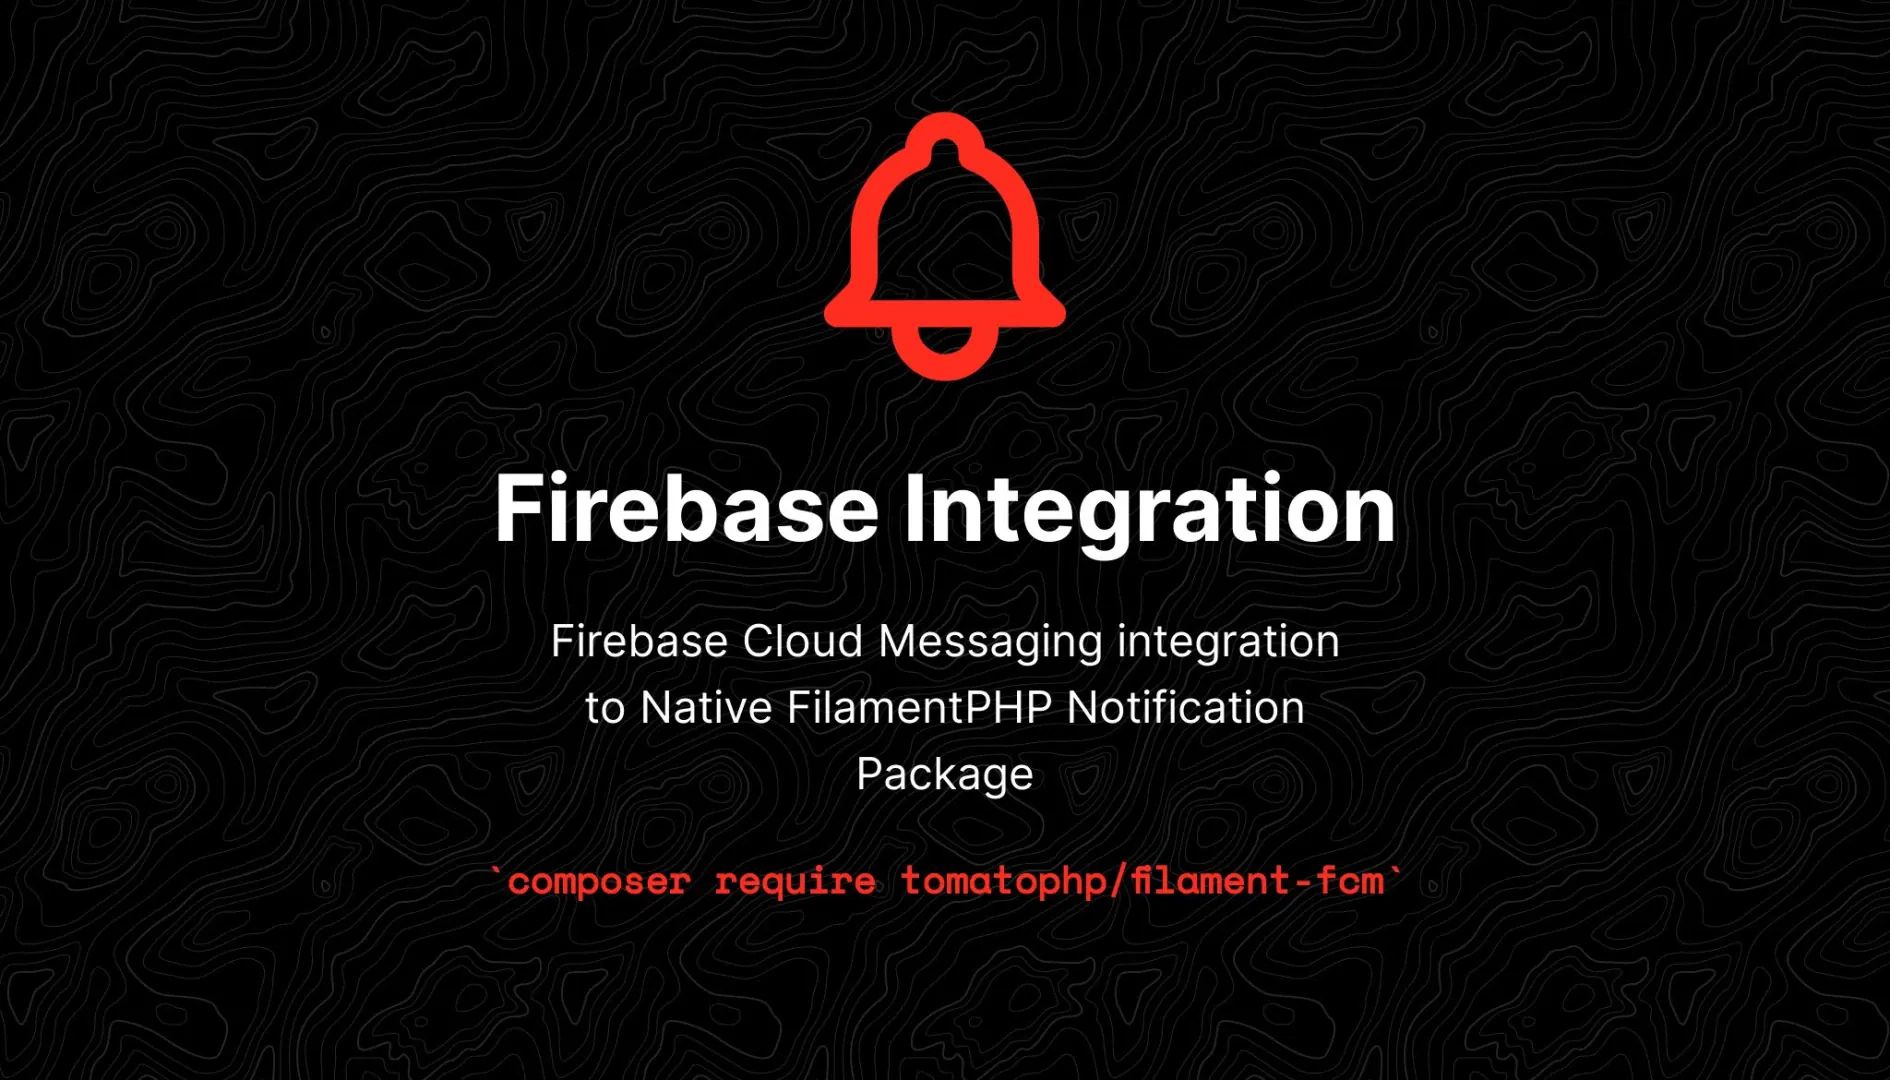 Firebase Integration
Firebase Cloud Messaging integration
to Native FilamentPHP Notification
Package
`composer require tomatophp/filament-fcm`